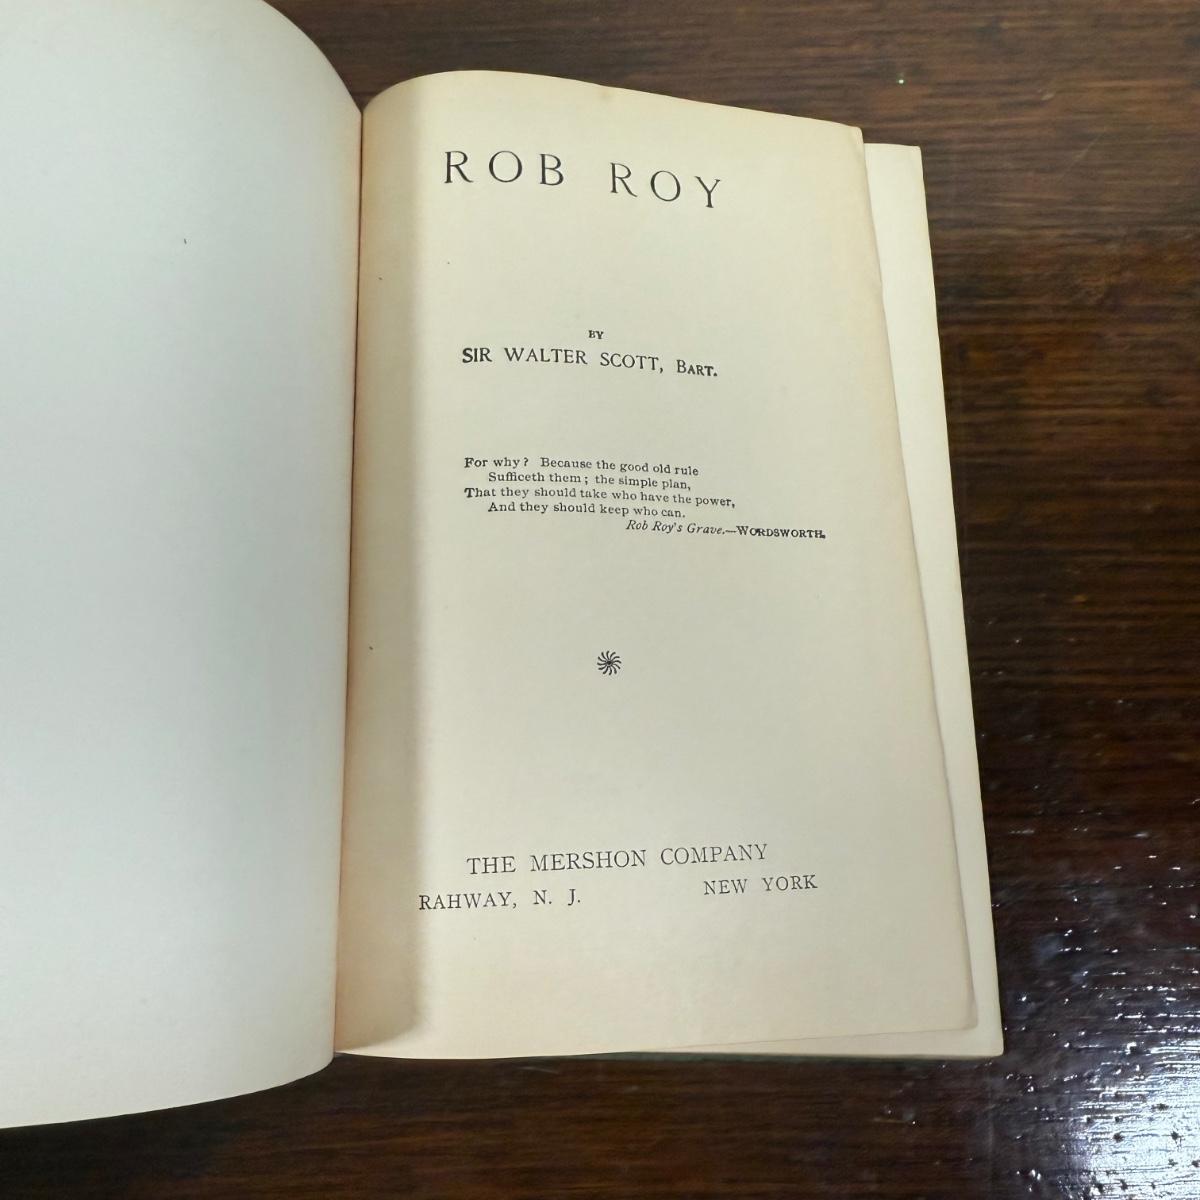 ROB ROY
BY
SIR WALTER SCOTT, BART.
For why? Because the good old rule
Sufficeth them; the simple plan,
That they should take who have the power,
And they should keep who can.
Rob Roy's Grave.—WORDSWORTH.
THE MERSHON COMPANY
RAHWAY, N. J. NEW YORK